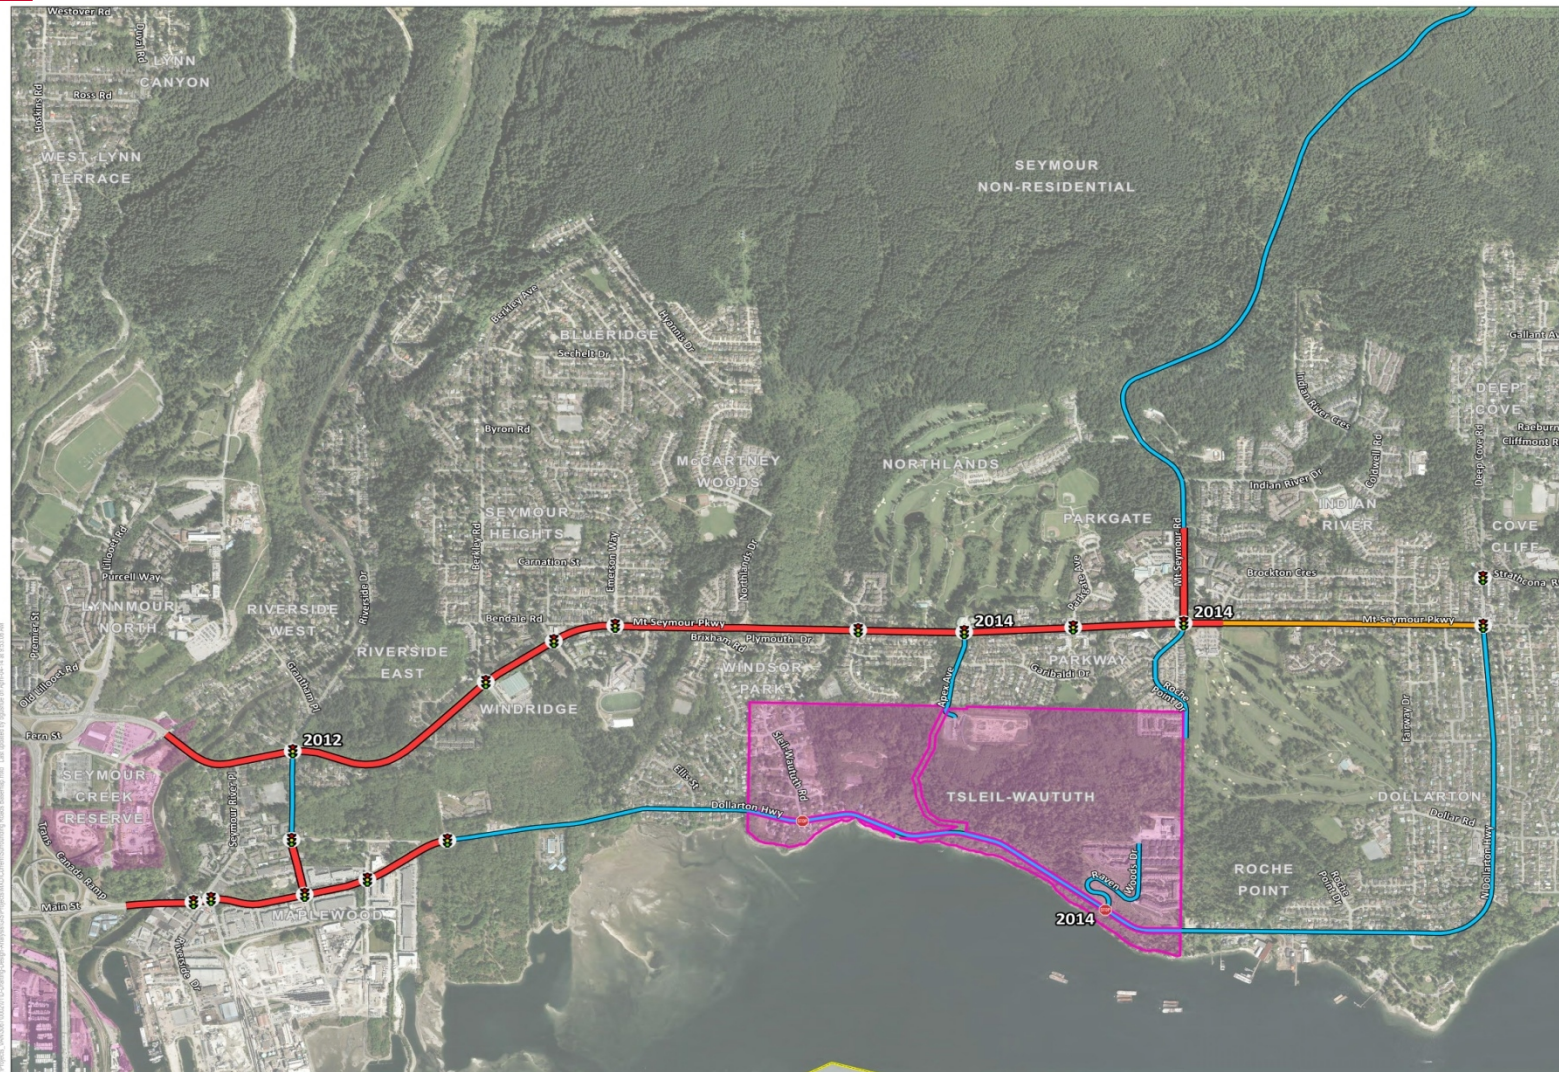 Westover Rd
Duval Rd
LYNN
CANYON
Ross Rd
Hoskins Rd
WEST LYNN
TERRACE
SEYMOUR
NON-RESIDENTIAL
Berkley Ave
Hyannis Dr
BLUERIDGE
Sechelt Dr
Gallant Av
Indian River Cres
DEEP
COVE
Deep Cove Rd
Raeburn
Cliffmont R
Byron Rd
McCARTNEY
WOODS
NORTHLANDS
Coldwell Rd
Indian River Dr
INDIAN
RIVER
SEYMOUR
HEIGHTS
PARKGATE
COVE
CLIFF
Mt Seymour Rd
Lillooet Rd
Berkley Rd
Carnation St
Emerson Way
Northlands Dr
Parkgate Ave
Brockton Cres
Strathcona R
Purcell Way
LYNNMOUR
NORTH
Premier St
RIVERSIDE
WEST
Riverside Dr
Bendale Rd
Mt Seymour Pkwy
2014
2014
Mt Seymour Pkwy
Brixham Rd
Plymouth Dr
RIVERSIDE
EAST
WINDSOR
PARK
PARKWAY
Garibaldi Dr
Old Lillooet Rd
Grantham Pl
Apex Ave
Roche
Point Dr
WINDRIDGE
Fairway Dr
Fern St
2012
Sleil-Waututh Rd
SEYMOUR
CREEK
RESERVE
Seymour River Pl
Ellis St
Dollarton Hwy
TSLEIL-WAUTUTH
DOLLARTON
Dollar Rd
Trans
Canada Ramp
N Dollarton Hwy
Raven
Woods Dr
ROCHE
POINT
Roche
Point Dr
Main St
MAPLEWOOD
2014
Riverside Dr